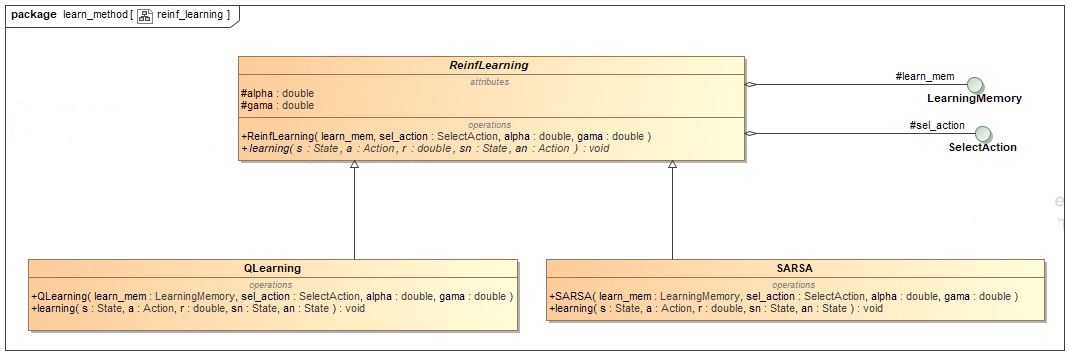 package learn_method [ reinf_learning ]
ReinfLearning
attributes
#alpha : double
#gama : double
operations
+ReinfLearning( learn_mem, sel_action : SelectAction, alpha : double, gama : double )
+learning( s : State, a : Action, r : double, sn : State, an : Action ) : void
#learn_mem
LearningMemory
#sel_action
SelectAction
QLearning
operations
+QLearning( learn_mem : LearningMemory, sel_action : SelectAction, alpha : double, gama : double )
+learning( s : State, a : Action, r : double, sn : State, an : State ) : void
SARSA
operations
+SARSA( learn_mem : LearningMemory, sel_action : SelectAction, alpha : double, gama : double )
+learning( s : State, a : Action, r : double, sn : State, an : State ) : void